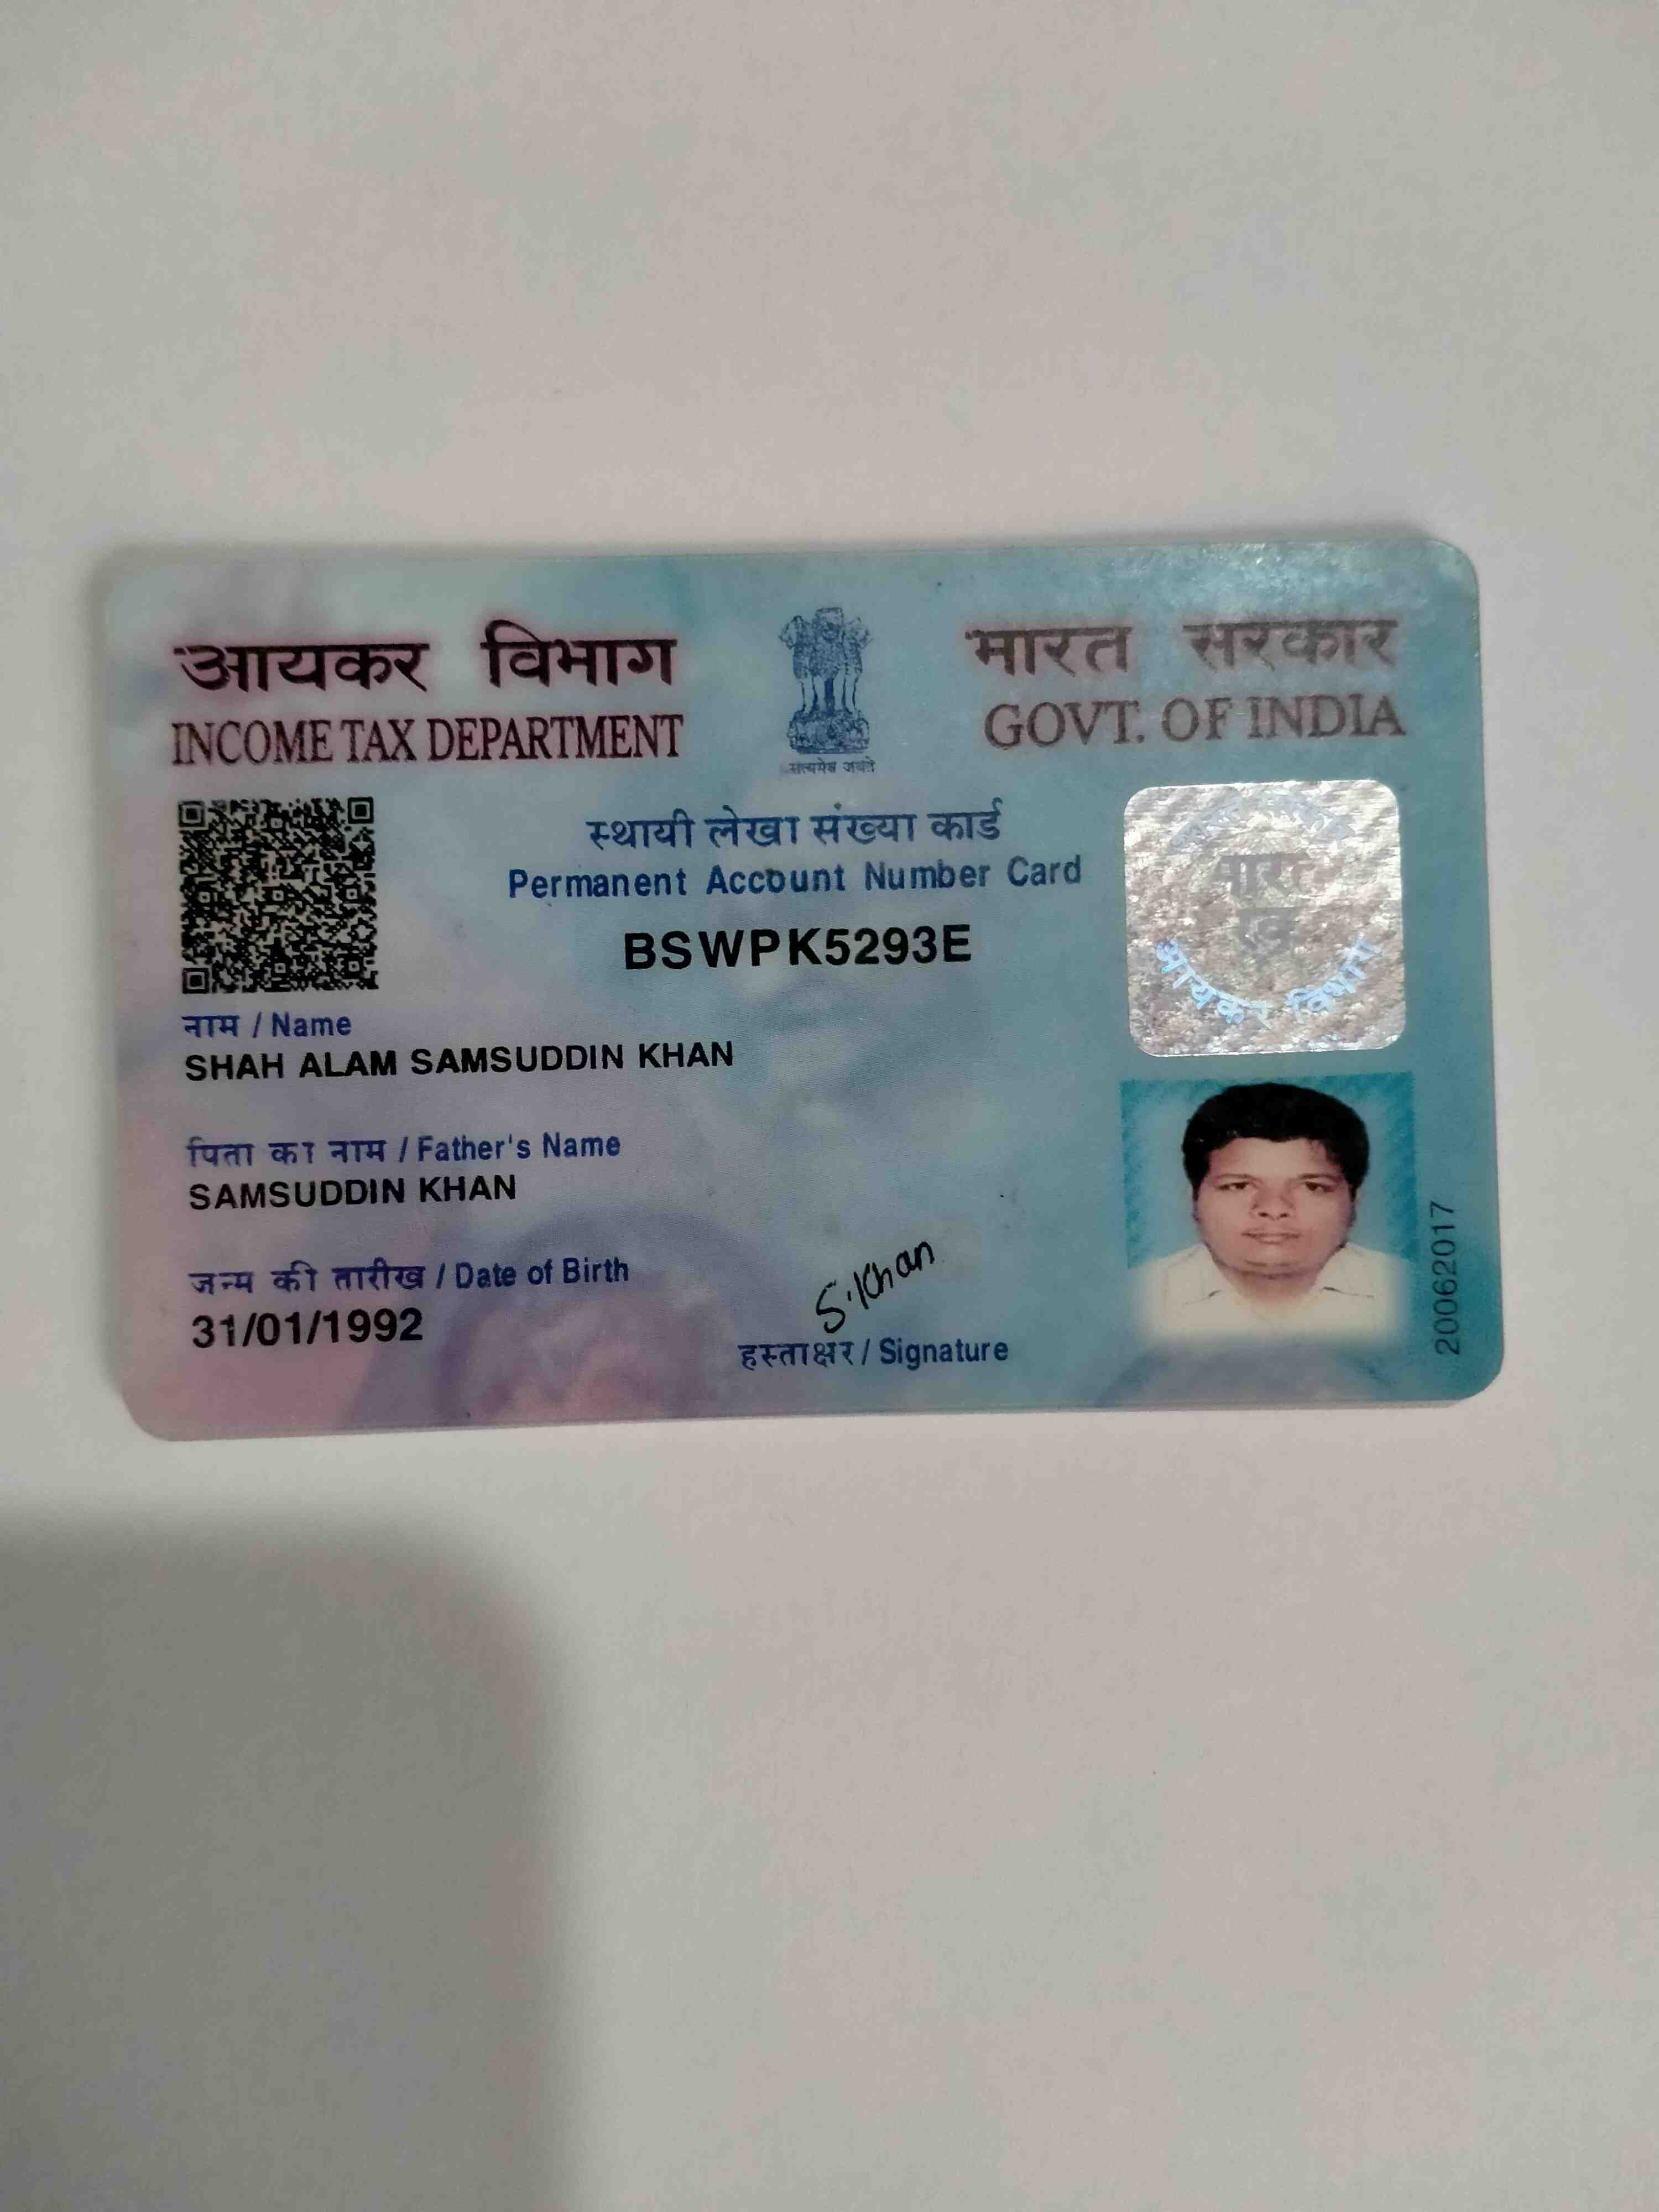 आयकर विभाग
INCOME TAX DEPARTMENT
सत्यमेव जयते
भारत सरकार
GOVT. OF INDIA
स्थायी लेखा संख्या कार्ड
Permanent Account Number Card
BSWPK5293E
नाम / Name
SHAH ALAM SAMSUDDIN KHAN
पिता का नाम / Father's Name
SAMSUDDIN KHAN
जन्म की तारीख / Date of Birth
31/01/1992
S.Khan
हस्ताक्षर / Signature
आयकर विभाग
20062017